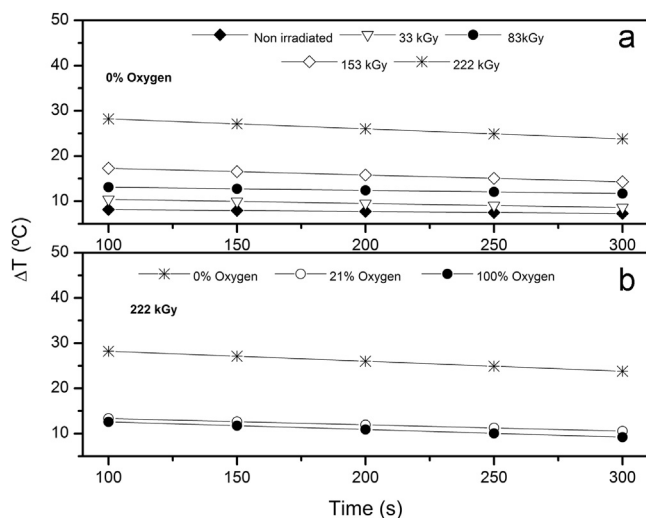 50
a
Non irradiated 33 kGy 83kGy
153 kGy 222 kGy
0% Oxygen
40
30
20
10
100 150 200 250 300
ΔT (ºC)
50
b
0% Oxygen 21% Oxygen 100% Oxygen
222 kGy
40
30
20
10
100 150 200 250 300
Time (s)